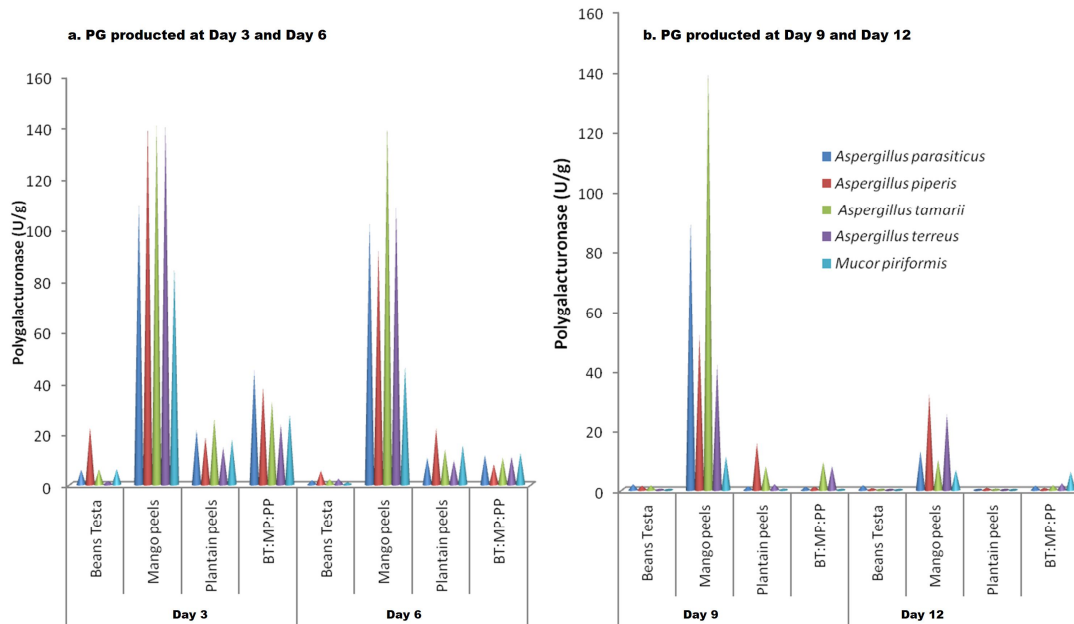 a. PG producted at Day 3 and Day 6
Polygalacturonase (U/g)
160
140
120
100
80
60
40
20
0
Beans Testa
Mango peels
Plantain peels
BT:MP:PP
Beans Testa
Mango peels
Plantain peels
BT:MP:PP
Day 3
Day 6
b. PG producted at Day 9 and Day 12
Polygalacturonase (U/g)
160
140
120
100
80
60
40
20
0
Aspergillus parasiticus
Aspergillus piperis
Aspergillus tamarii
Aspergillus terreus
Mucor piriformis
Beans Testa
Mango peels
Plantain peels
BT:MP:PP
Beans Testa
Mango peels
Plantain peels
BT:MP:PP
Day 9
Day 12